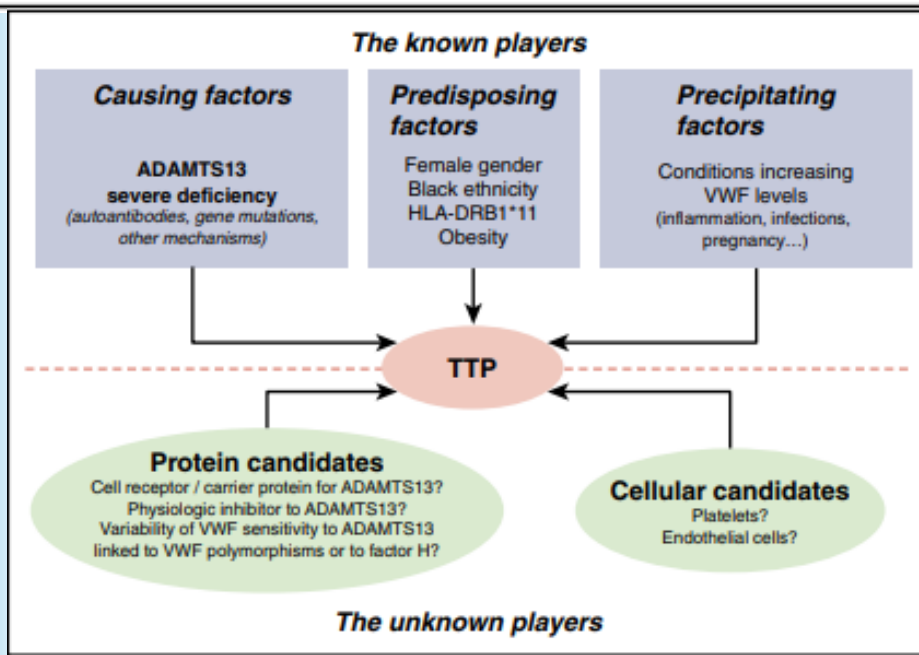 The known players
Causing factors
ADAMTS13
severe deficiency
(autoantibodies, gene mutations,
other mechanisms)
Predisposing
factors
Female gender
Black ethnicity
HLA-DRB1*11
Obesity
Precipitating
factors
Conditions increasing
VWF levels
(inflammation, infections,
pregnancy...)
TTP
Protein candidates
Cell receptor / carrier protein for ADAMTS13?
Physiologic inhibitor to ADAMTS13?
Variability of VWF sensitivity to ADAMTS13
linked to VWF polymorphisms or to factor H?
Cellular candidates
Platelets?
Endothelial cells?
The unknown players